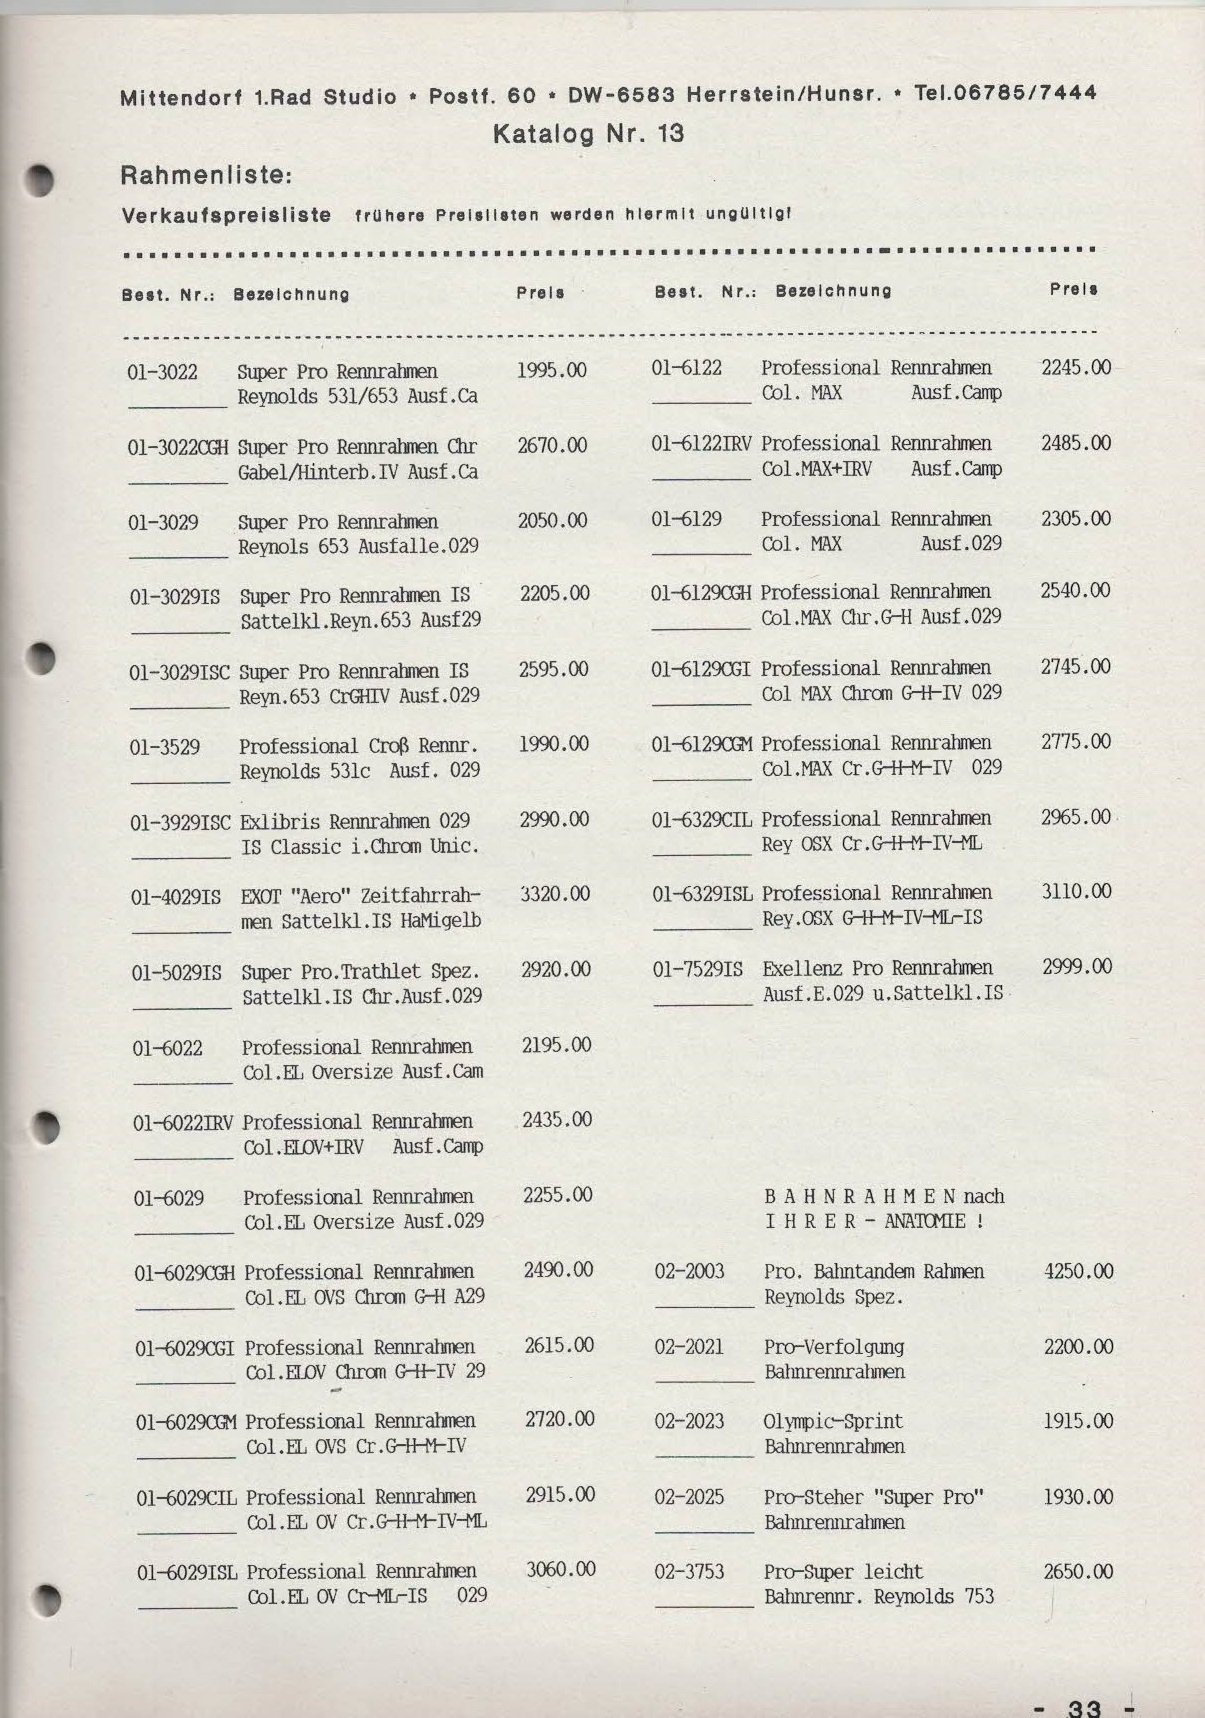 Mittendorf 1.Rad Studio * Postf. 60 * DW-6583 Herrstein/Hunsr. * Tel.06785/7444
Katalog Nr. 13
Rahmenliste:
Verkaufspreisliste frühere Preislisten werden hiermit ungültig!
Best. Nr.: Bezeichnung Preis
01-3022 Super Pro Rennrahmen 1995.00
Reynolds 531/653 Ausf.Ca
01-3022CGH Super Pro Rennrahmen Chr 2670.00
Gabel/Hinterb.IV Ausf.Ca
01-3029 Super Pro Rennrahmen 2050.00
Reynols 653 Ausfalle.029
01-3029IS Super Pro Rennrahmen IS 2205.00
Sattelkl.Reyn.653 Ausf29
01-3029ISC Super Pro Rennrahmen IS 2595.00
Reyn.653 CrGHIV Ausf.029
01-3529 Professional Croß Rennr. 1990.00
Reynolds 531c Ausf. 029
01-3929ISC Exlibris Rennrahmen 029 2990.00
IS Classic i.Chrom Unic.
01-4029IS EXOT "Aero" Zeitfahrrah- 3320.00
men Sattelkl.IS HaMigelb
01-5029IS Super Pro.Trathlet Spez. 2920.00
Sattelkl.IS Chr.Ausf.029
01-6022 Professional Rennrahmen 2195.00
Col.EL Oversize Ausf.Cam
01-6022IRV Professional Rennrahmen 2435.00
Col.ELOV+IRV Ausf.Camp
01-6029 Professional Rennrahmen 2255.00
Col.EL Oversize Ausf.029
01-6029CGH Professional Rennrahmen 2490.00
Col.EL OVS Chrom G-H A29
01-6029CGI Professional Rennrahmen 2615.00
Col.ELOV Chrom G-H-IV 29
01-6029CGM Professional Rennrahmen 2720.00
Col.EL OVS Cr.G-H-M-IV
01-6029CIL Professional Rennrahmen 2915.00
Col.EL OV Cr.G-H-M-IV-ML
01-6029ISL Professional Rennrahmen 3060.00
Col.EL OV Cr-ML-IS 029
Best. Nr.: Bezeichnung Preis
01-6122 Professional Rennrahmen 2245.00
Col. MAX Ausf.Camp
01-6122IRV Professional Rennrahmen 2485.00
Col.MAX+IRV Ausf.Camp
01-6129 Professional Rennrahmen 2305.00
Col. MAX Ausf.029
01-6129CGH Professional Rennrahmen 2540.00
Col.MAX Chr.G-H Ausf.029
01-6129CGI Professional Rennrahmen 2745.00
Col MAX Chrom G-H-IV 029
01-6129CGM Professional Rennrahmen 2775.00
Col.MAX Cr.G-H-M-IV 029
01-6329CIL Professional Rennrahmen 2965.00
Rey OSX Cr.G-H-M-IV-ML
01-6329ISL Professional Rennrahmen 3110.00
Rey.OSX G-H-M-IV-ML-IS
01-7529IS Exellenz Pro Rennrahmen 2999.00
Ausf.E.029 u.Sattelkl.IS
B A H N R A H M E N nach
I H R E R - ANATOMIE !
02-2003 Pro. Bahntandem Rahmen 4250.00
Reynolds Spez.
02-2021 Pro-Verfolgung 2200.00
Bahnrennrahmen
02-2023 Olympic-Sprint 1915.00
Bahnrennrahmen
02-2025 Pro-Steher "Super Pro" 1930.00
Bahnrennrahmen
02-3753 Pro-Super leicht 2650.00
Bahnrennr. Reynolds 753
- 33 -